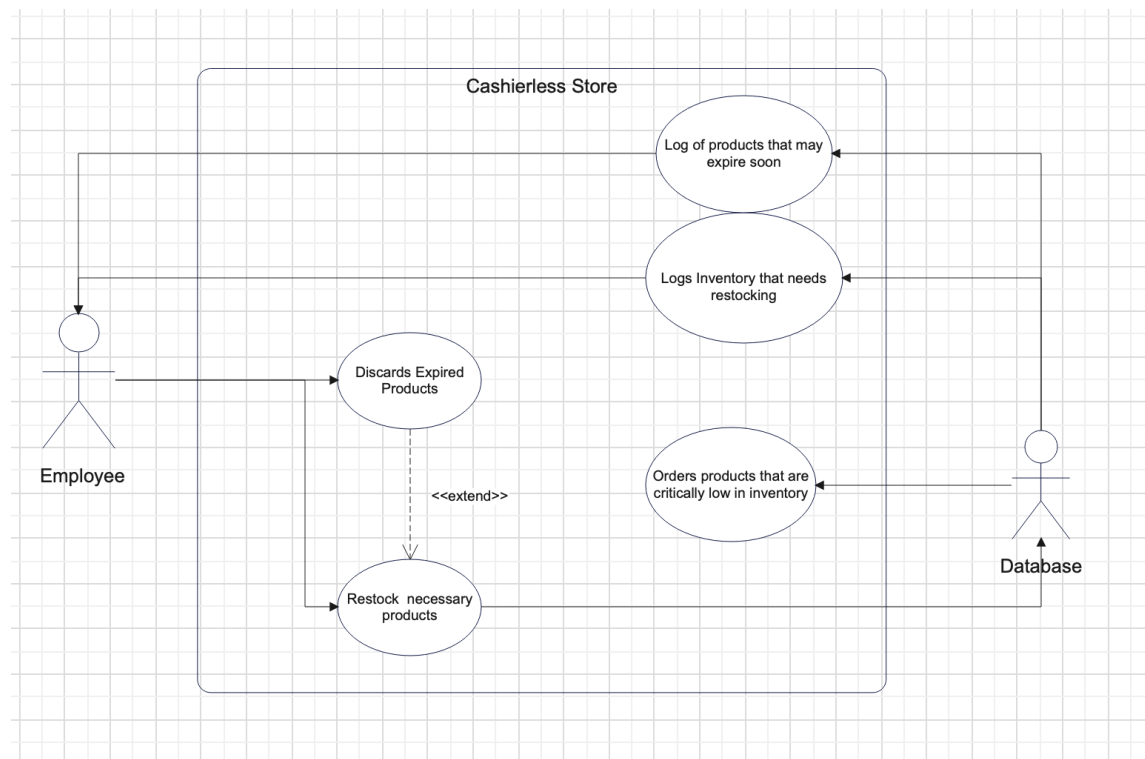 Cashierless Store
Log of products that may
expire soon
Logs Inventory that needs
restocking
Discards Expired
Products
Employee
Orders products that are
critically low in inventory
<<extend>>
Database
Restock necessary
products